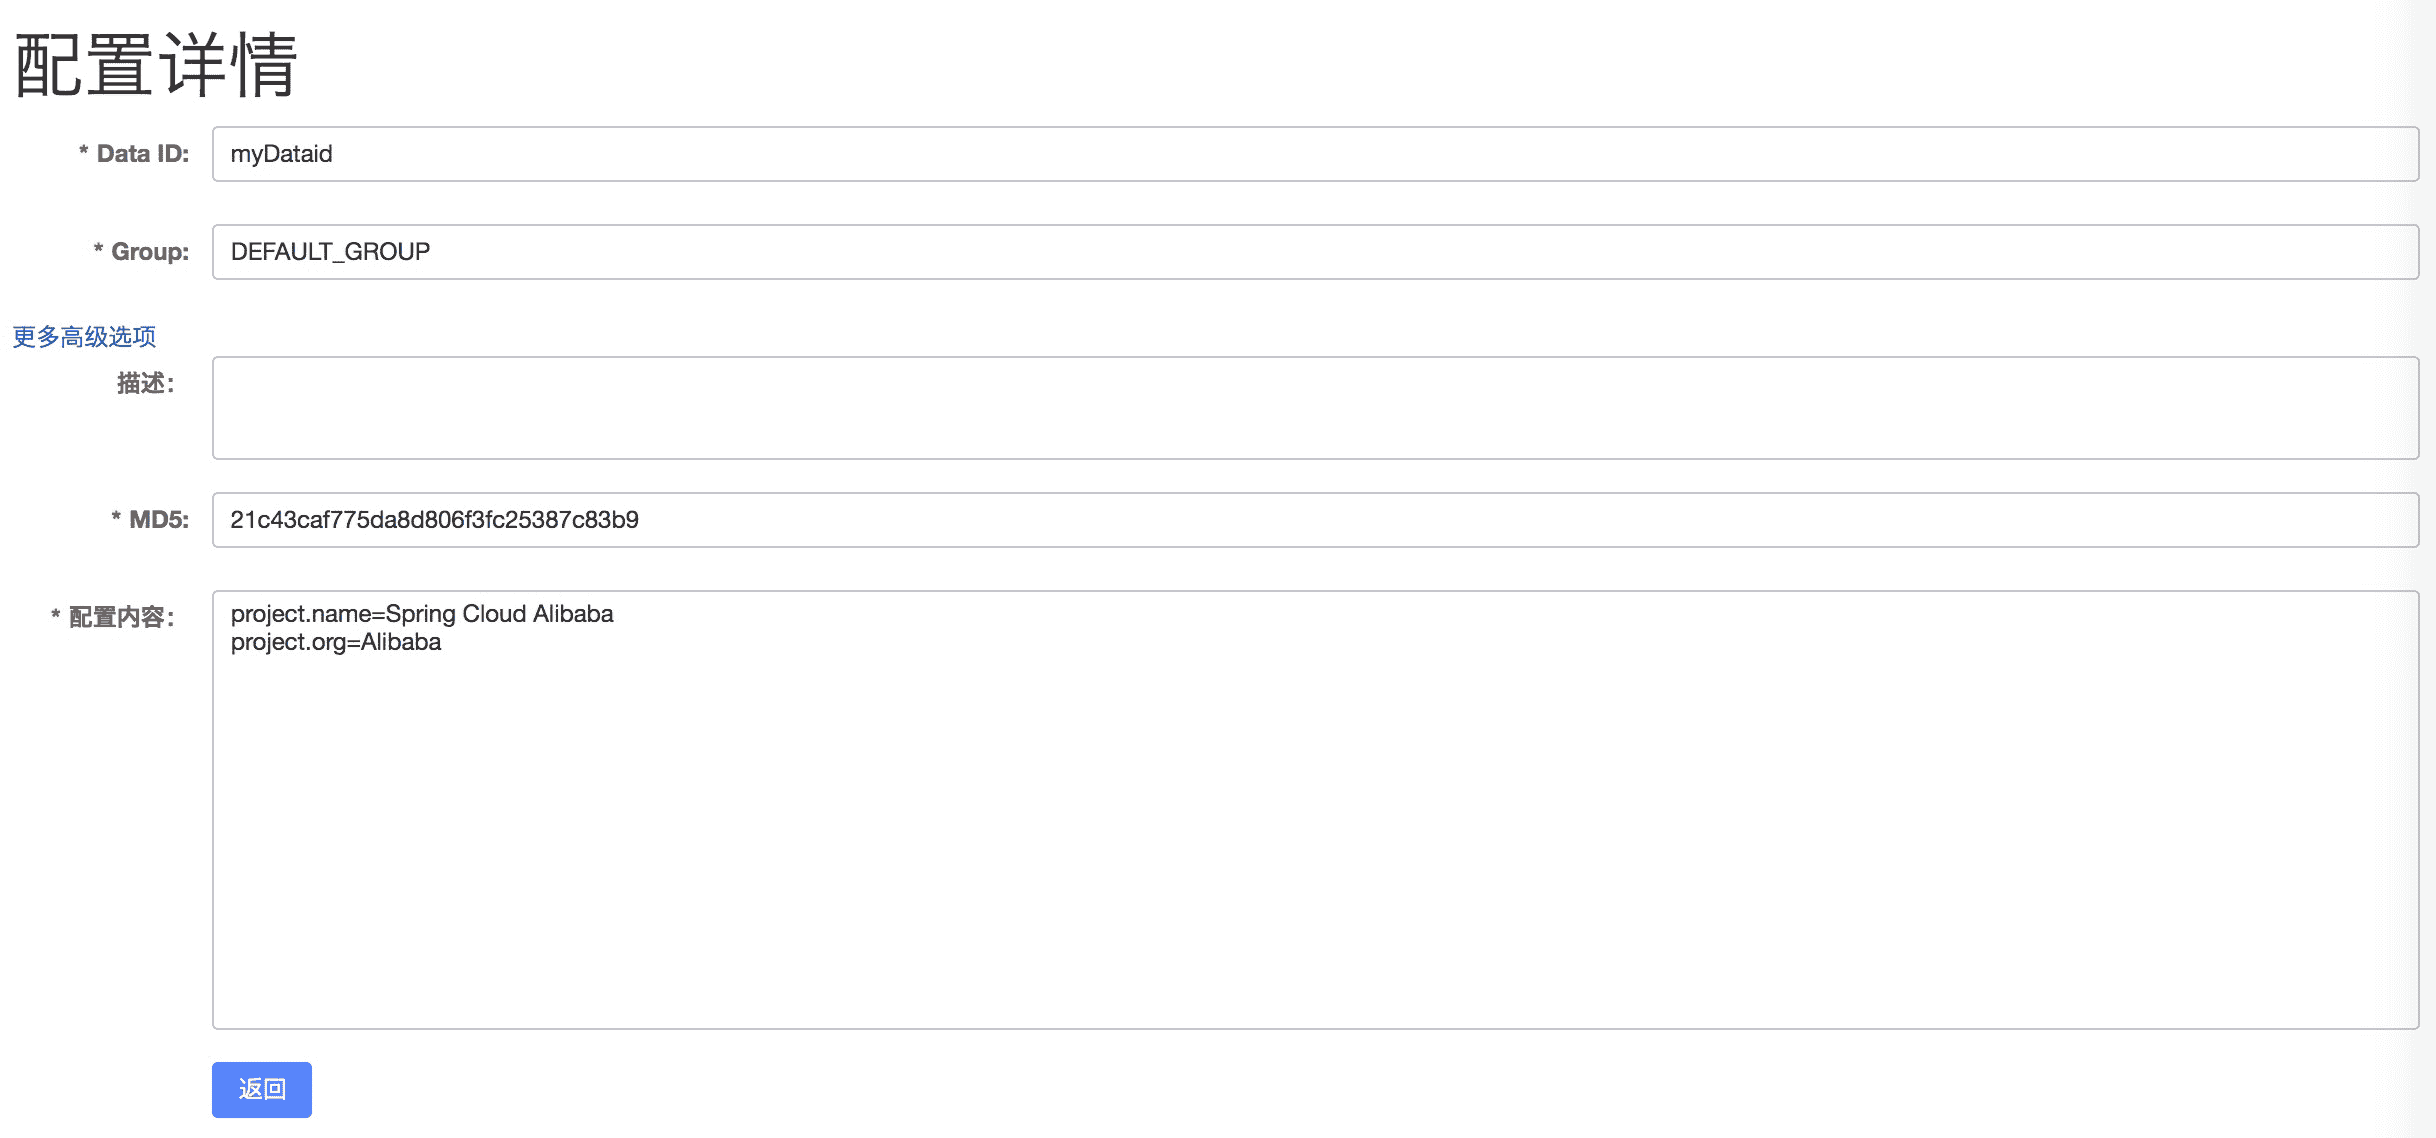 配置详情
* Data ID: myDataid
* Group: DEFAULT_GROUP
更多高级选项
描述：
* MD5: 21c43caf775da8d806f3fc25387c83b9
* 配置内容： project.name=Spring Cloud Alibaba
project.org=Alibaba
返回